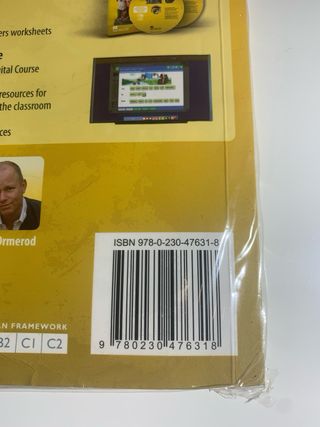 ers worksheets
e
ital Course
resources for
the classroom
ces
Ormerod
ISBN 978-0-230-47631-8
9 780230 476318
AN FRAMEWORK
B2 C1 C2